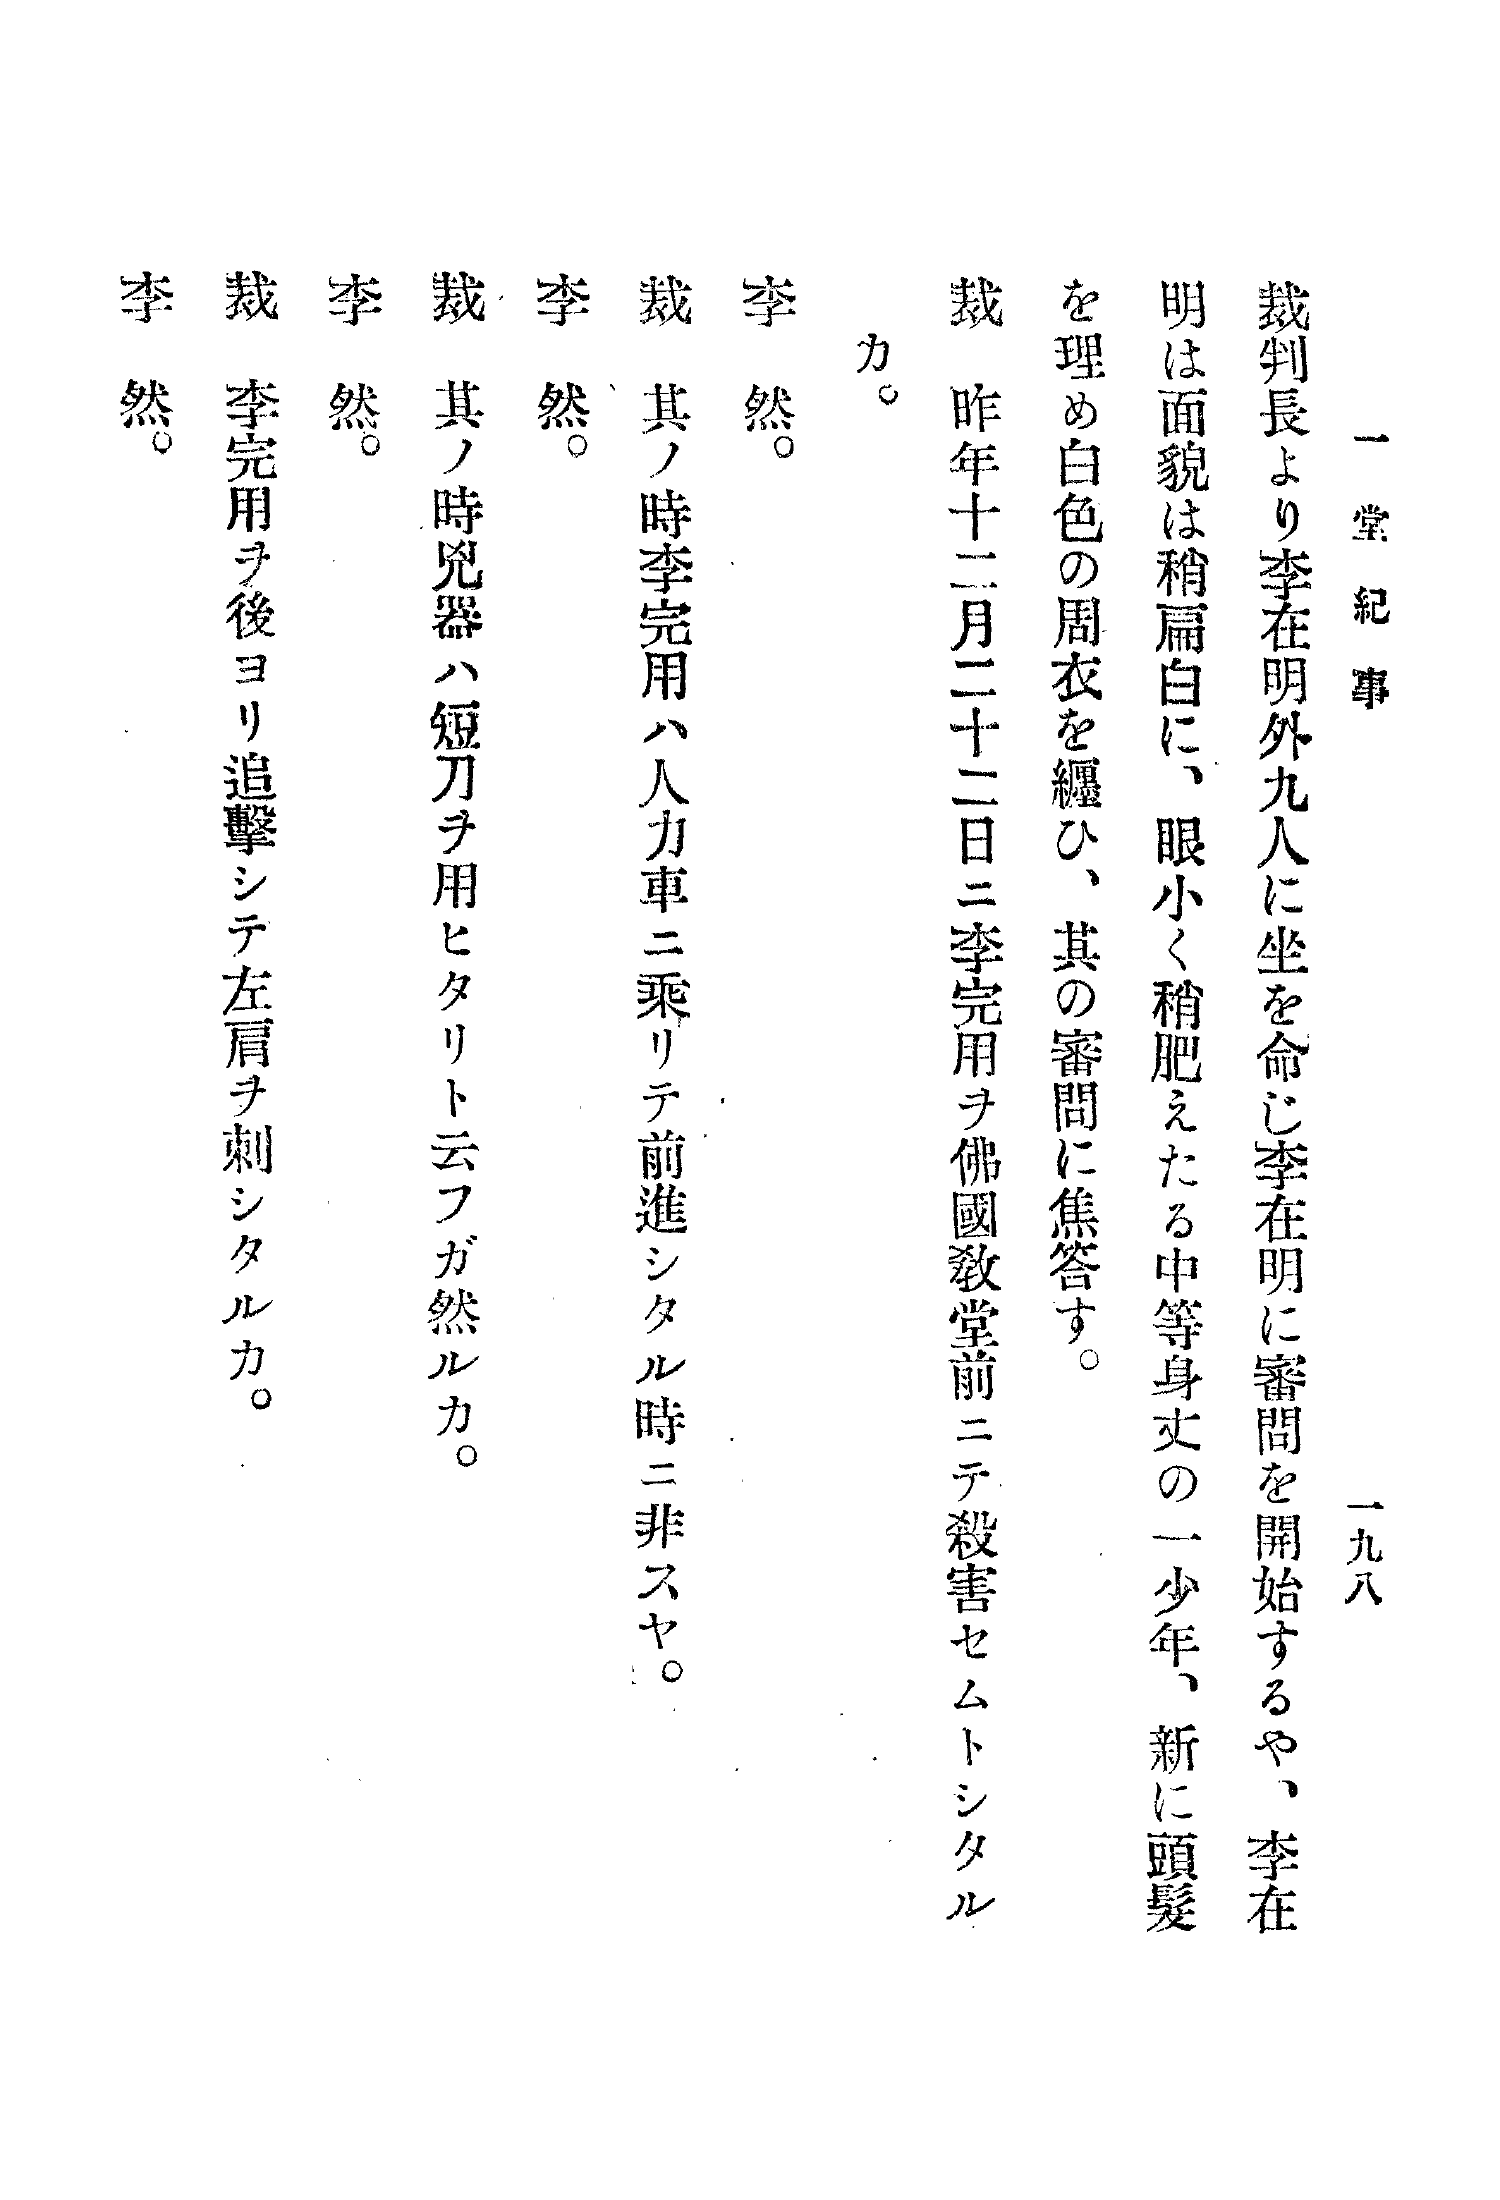 一堂紀事
一九八
裁判長より李在明外九人に坐を命じ李在明に審問を開始するや、李在
明は面貌は稍扁白に、眼小く稍肥えたる中等身丈の一少年、新に頭髮
を理め白色の周衣を纒ひ、其の審問に焦答す。
裁　昨年十二月二十二日ニ李完用ヲ佛國敎堂前ニテ殺害セムトシタル
カ。
李　然。
裁　其ノ時李完用ハ人力車ニ乘リテ前進シタル時ニ非スヤ。
李　然。
裁　其ノ時兇器ハ短刀ヲ用ヒタリト云フガ然ルカ。
李　然。
裁　李完用ヲ後ヨリ追擊シテ左肩ヲ刺シタルカ。
李　然。